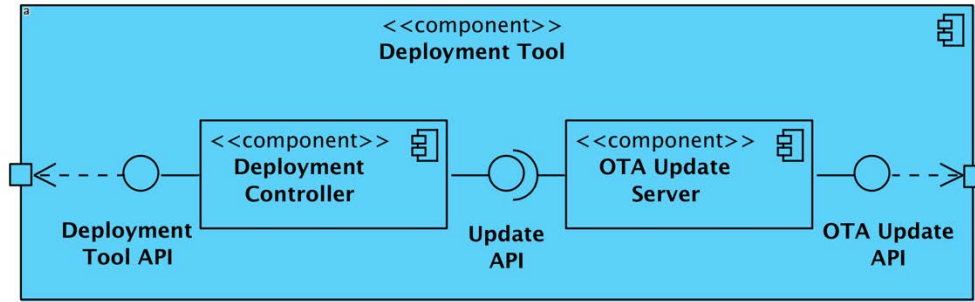 a
<<component>>
Deployment Tool
<<component>>
Deployment
Controller
<<component>>
OTA Update
Server
Deployment
Tool API
Update
API
OTA Update
API